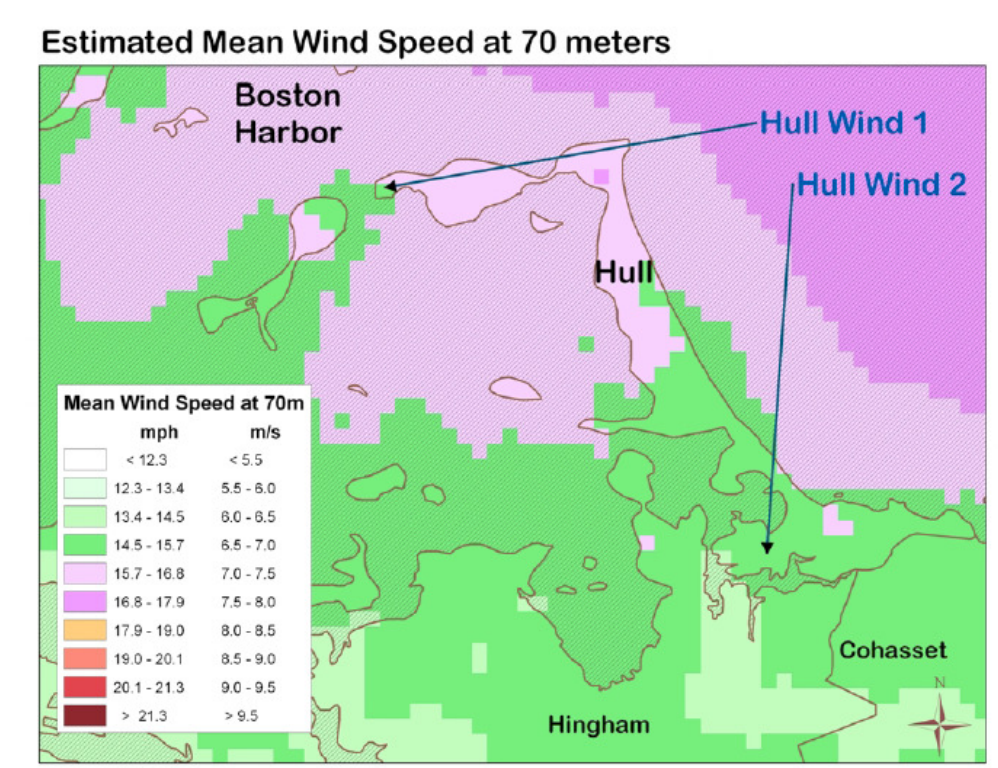 Estimated Mean Wind Speed at 70 meters
Boston
Harbor
Hull Wind 1
Hull Wind 2
Hull
Mean Wind Speed at 70m
mph m/s
< 12.3 < 5.5
12.3 - 13.4 5.5 - 6.0
13.4 - 14.5 6.0 - 6.5
14.5 - 15.7 6.5 - 7.0
15.7 - 16.8 7.0 - 7.5
16.8 - 17.9 7.5 - 8.0
17.9 - 19.0 8.0 - 8.5
19.0 - 20.1 8.5 - 9.0
20.1 - 21.3 9.0 - 9.5
> 21.3 > 9.5
Cohasset
N
Hingham